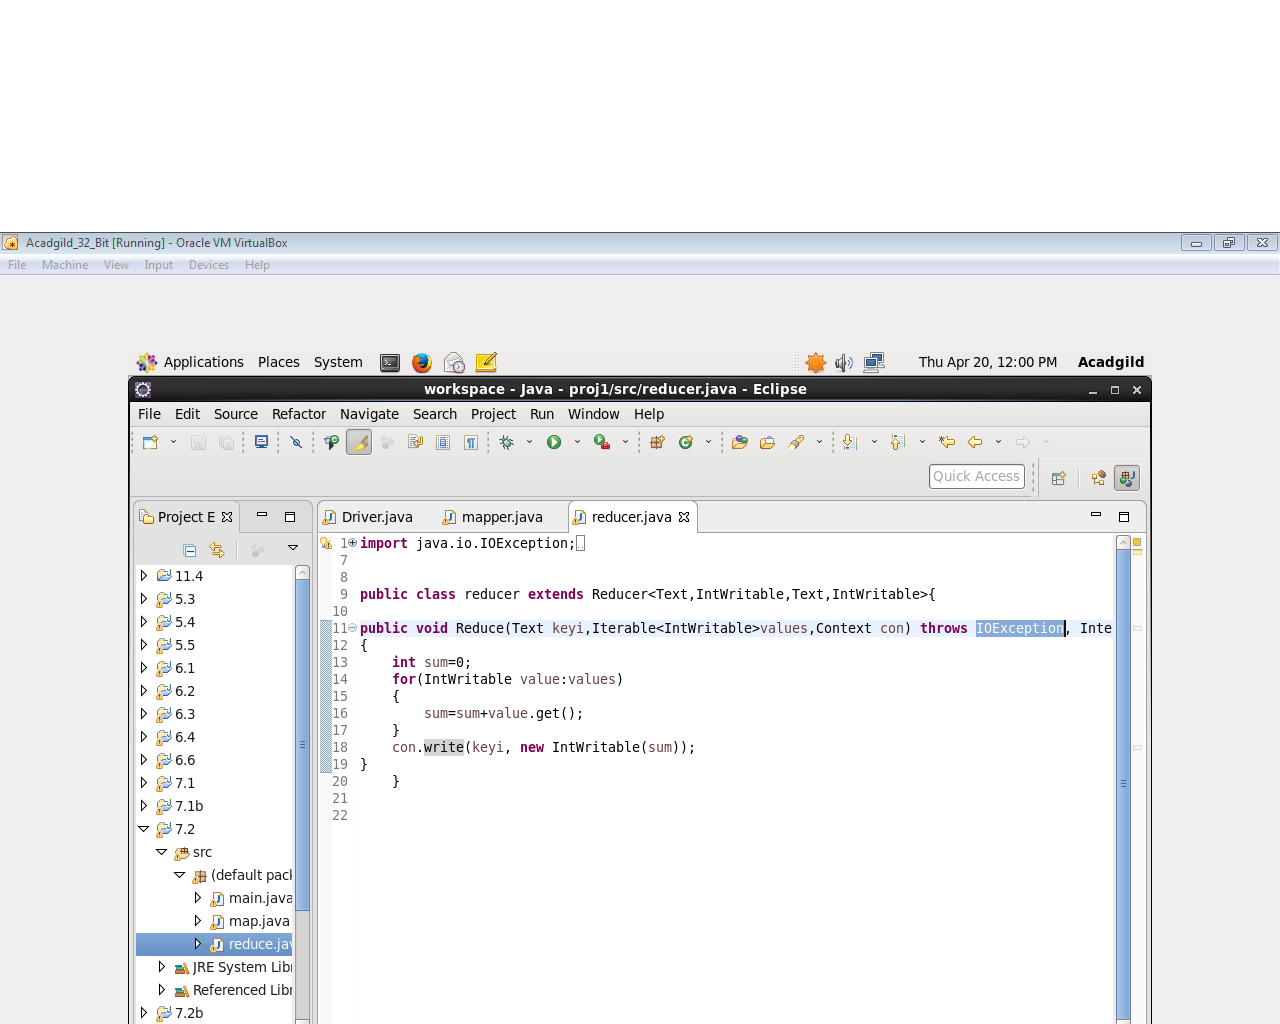 Acadgild_32_Bit [Running] - Oracle VM VirtualBox
File Machine View Input Devices Help
Applications Places System Thu Apr 20, 12:00 PM Acadgild
workspace - Java - proj1/src/reducer.java - Eclipse
File Edit Source Refactor Navigate Search Project Run Window Help
Quick Access
Project E Driver.java mapper.java reducer.java
1 import java.io.IOException;
7
8
9 public class reducer extends Reducer<Text,IntWritable,Text,IntWritable>{
10
11 public void Reduce(Text keyi,Iterable<IntWritable>values,Context con) throws IOException, Inte
12 {
13 int sum=0;
14 for(IntWritable value:values)
15 {
16 sum=sum+value.get();
17 }
18 con.write(keyi, new IntWritable(sum));
19 }
20 }
21
22
11.4
5.3
5.4
5.5
6.1
6.2
6.3
6.4
6.6
7.1
7.1b
7.2
src
(default pack
main.java
map.java
reduce.jav
JRE System Libr
Referenced Libr
7.2b